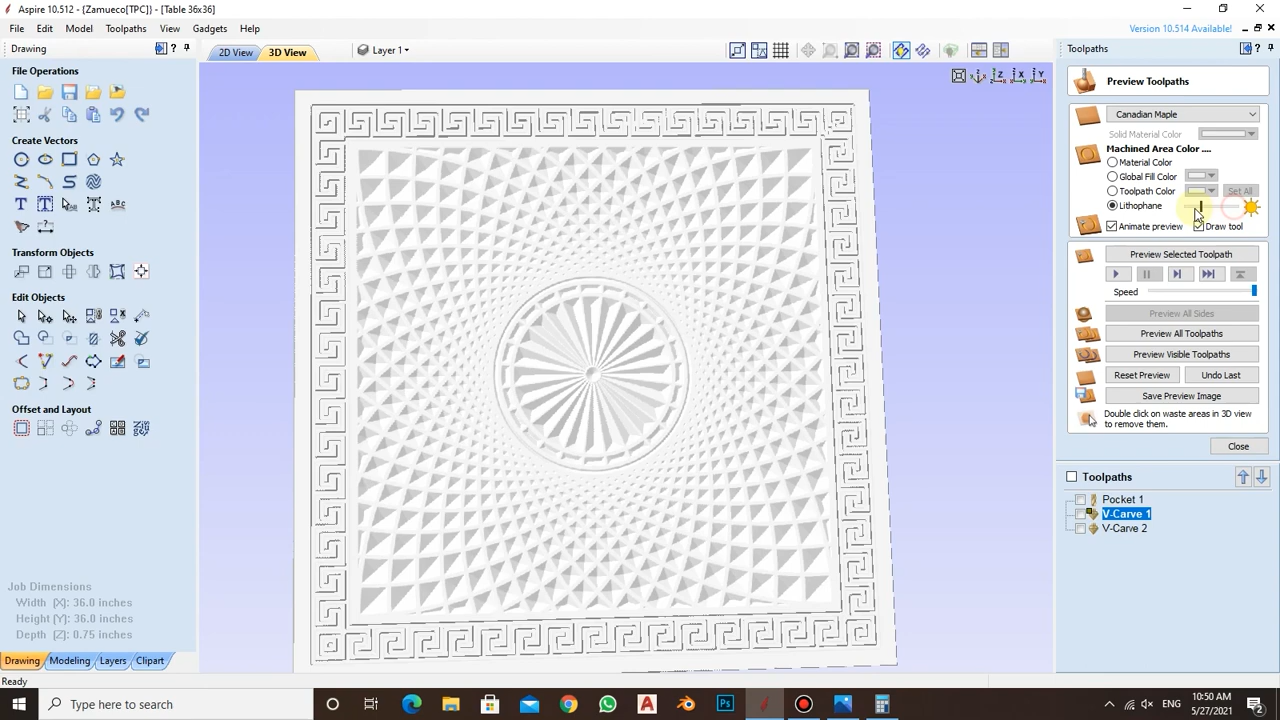 Aspire 10.512 - {Zamueco[TPC]} - [Table 36x36]
File Edit Model Toolpaths View Gadgets Help
Version 10.514 Available!
Drawing
2D View 3D View Layer 1
Toolpaths
File Operations
Create Vectors
Transform Objects
Edit Objects
Offset and Layout
Job Dimensions
Width [X]: 36.0 inches
Height [Y]: 36.0 inches
Depth [Z]: 0.75 inches
Drawing Modeling Layers Clipart
Ready
Preview Toolpaths
Canadian Maple
Solid Material Color
Machined Area Color ....
Material Color
Global Fill Color
Toolpath Color Set All
Lithophane
Animate preview Draw tool
Preview Selected Toolpath
Speed
Preview All Sides
Preview All Toolpaths
Preview Visible Toolpaths
Reset Preview Undo Last
Save Preview Image
Double click on waste areas in 3D view
to remove them.
Close
Toolpaths
Pocket 1
V-Carve 1
V-Carve 2
Type here to search
ENG
10:50 AM
5/27/2021